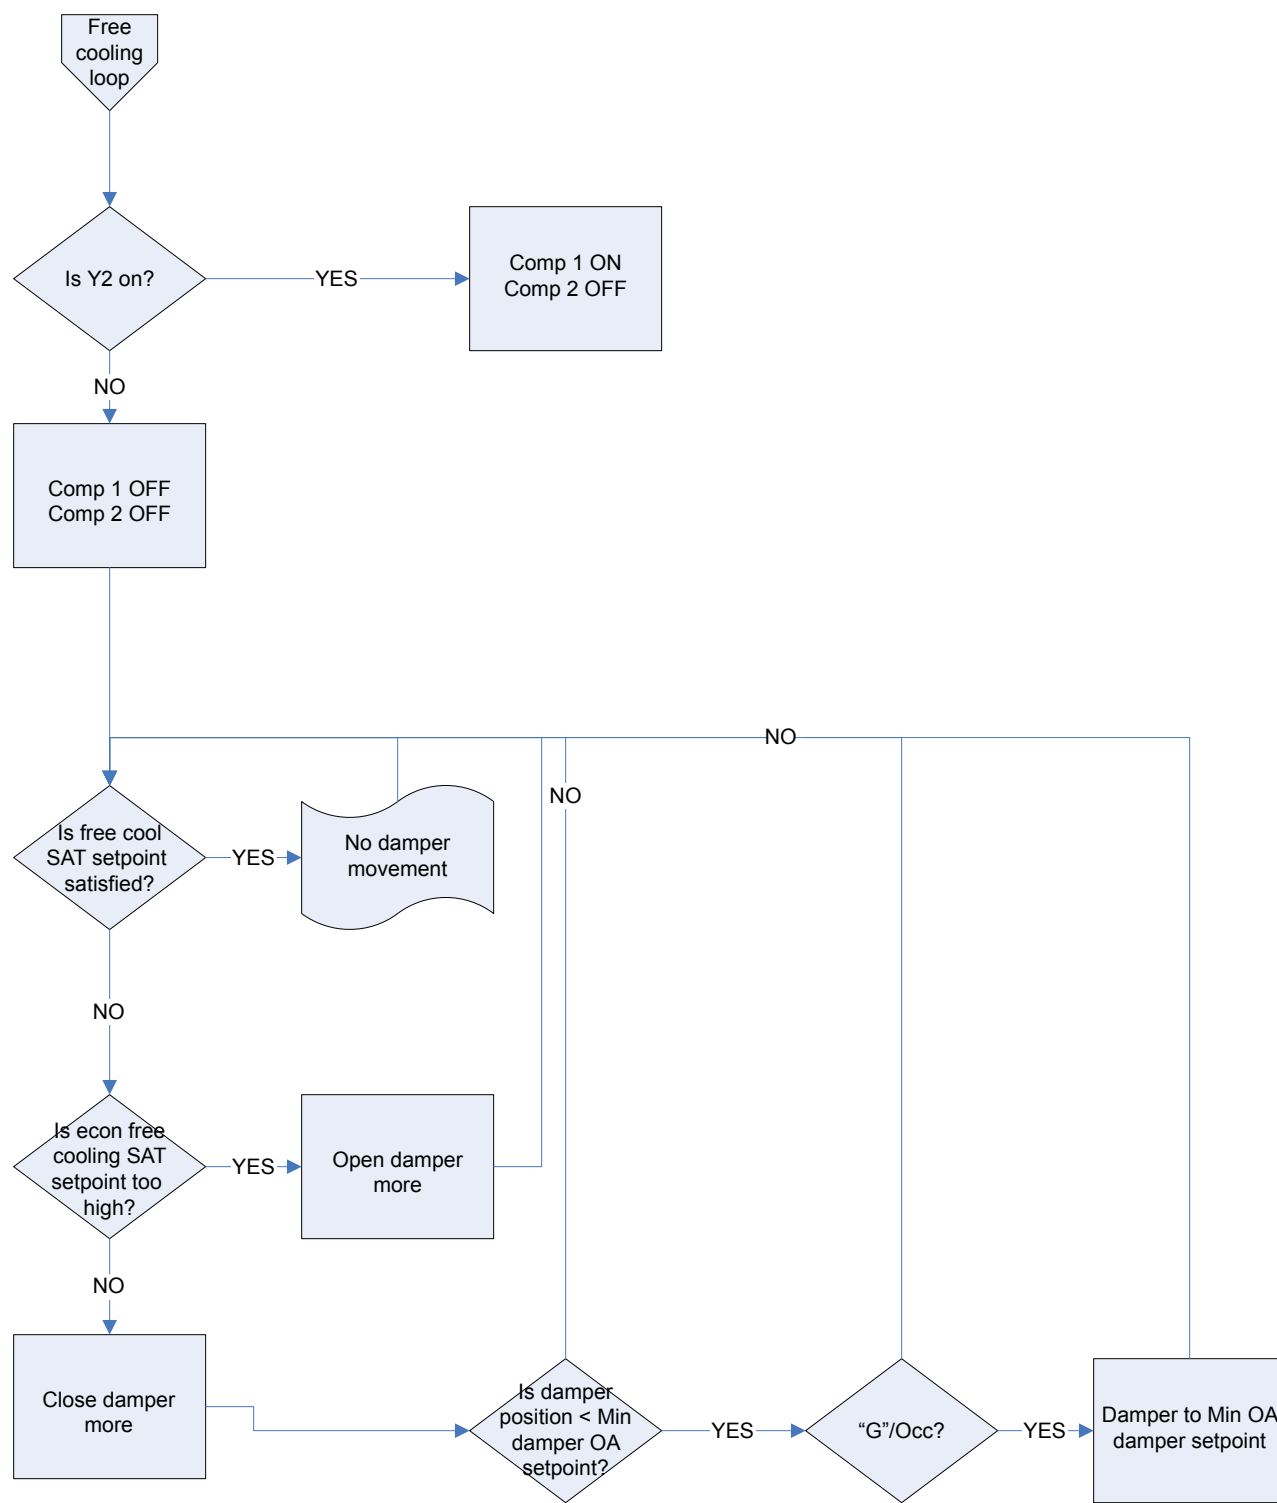 Free
cooling
loop
Is Y2 on?
YES
Comp 1 ON
Comp 2 OFF
NO
Comp 1 OFF
Comp 2 OFF
NO
NO
Is free cool
SAT setpoint
satisfied?
YES
No damper
movement
NO
Is econ free
cooling SAT
setpoint too
high?
YES
Open damper
more
NO
Close damper
more
Is damper
position < Min
damper OA
setpoint?
YES
“G”/Occ?
YES
Damper to Min OA
damper setpoint